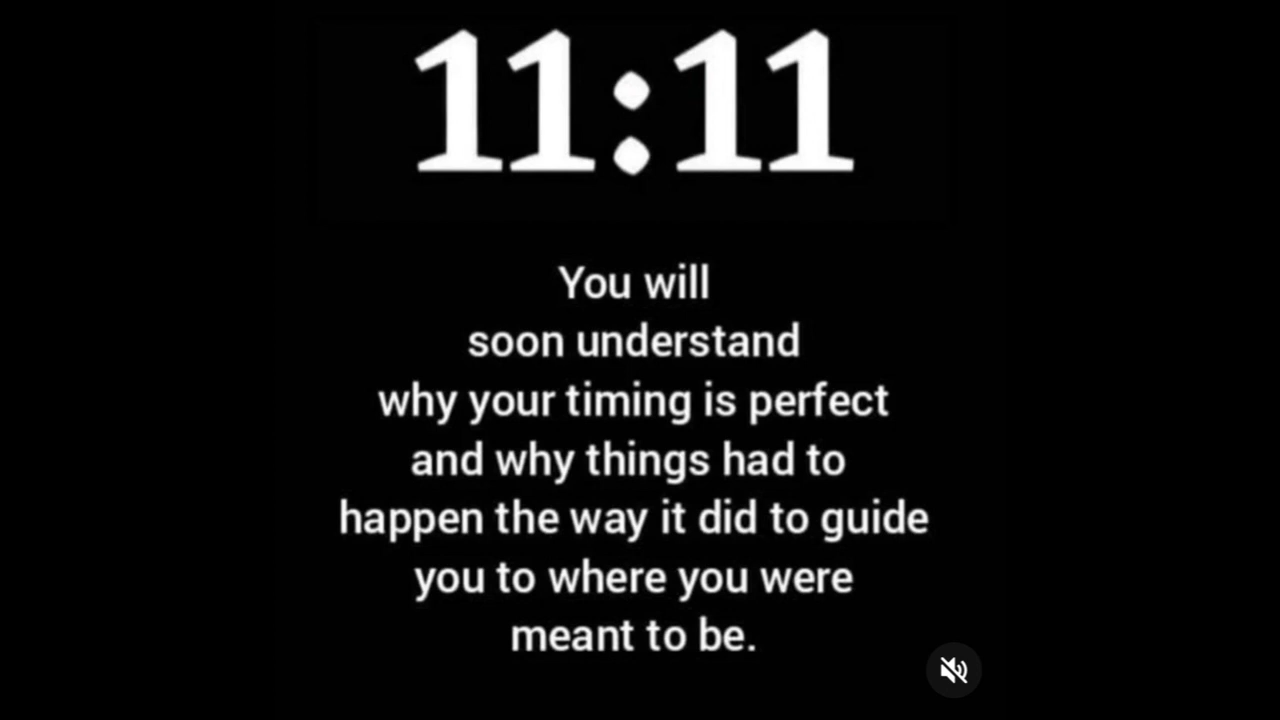 11:11
You will
soon understand
why your timing is perfect
and why things had to
happen the way it did to guide
you to where you were
meant to be.